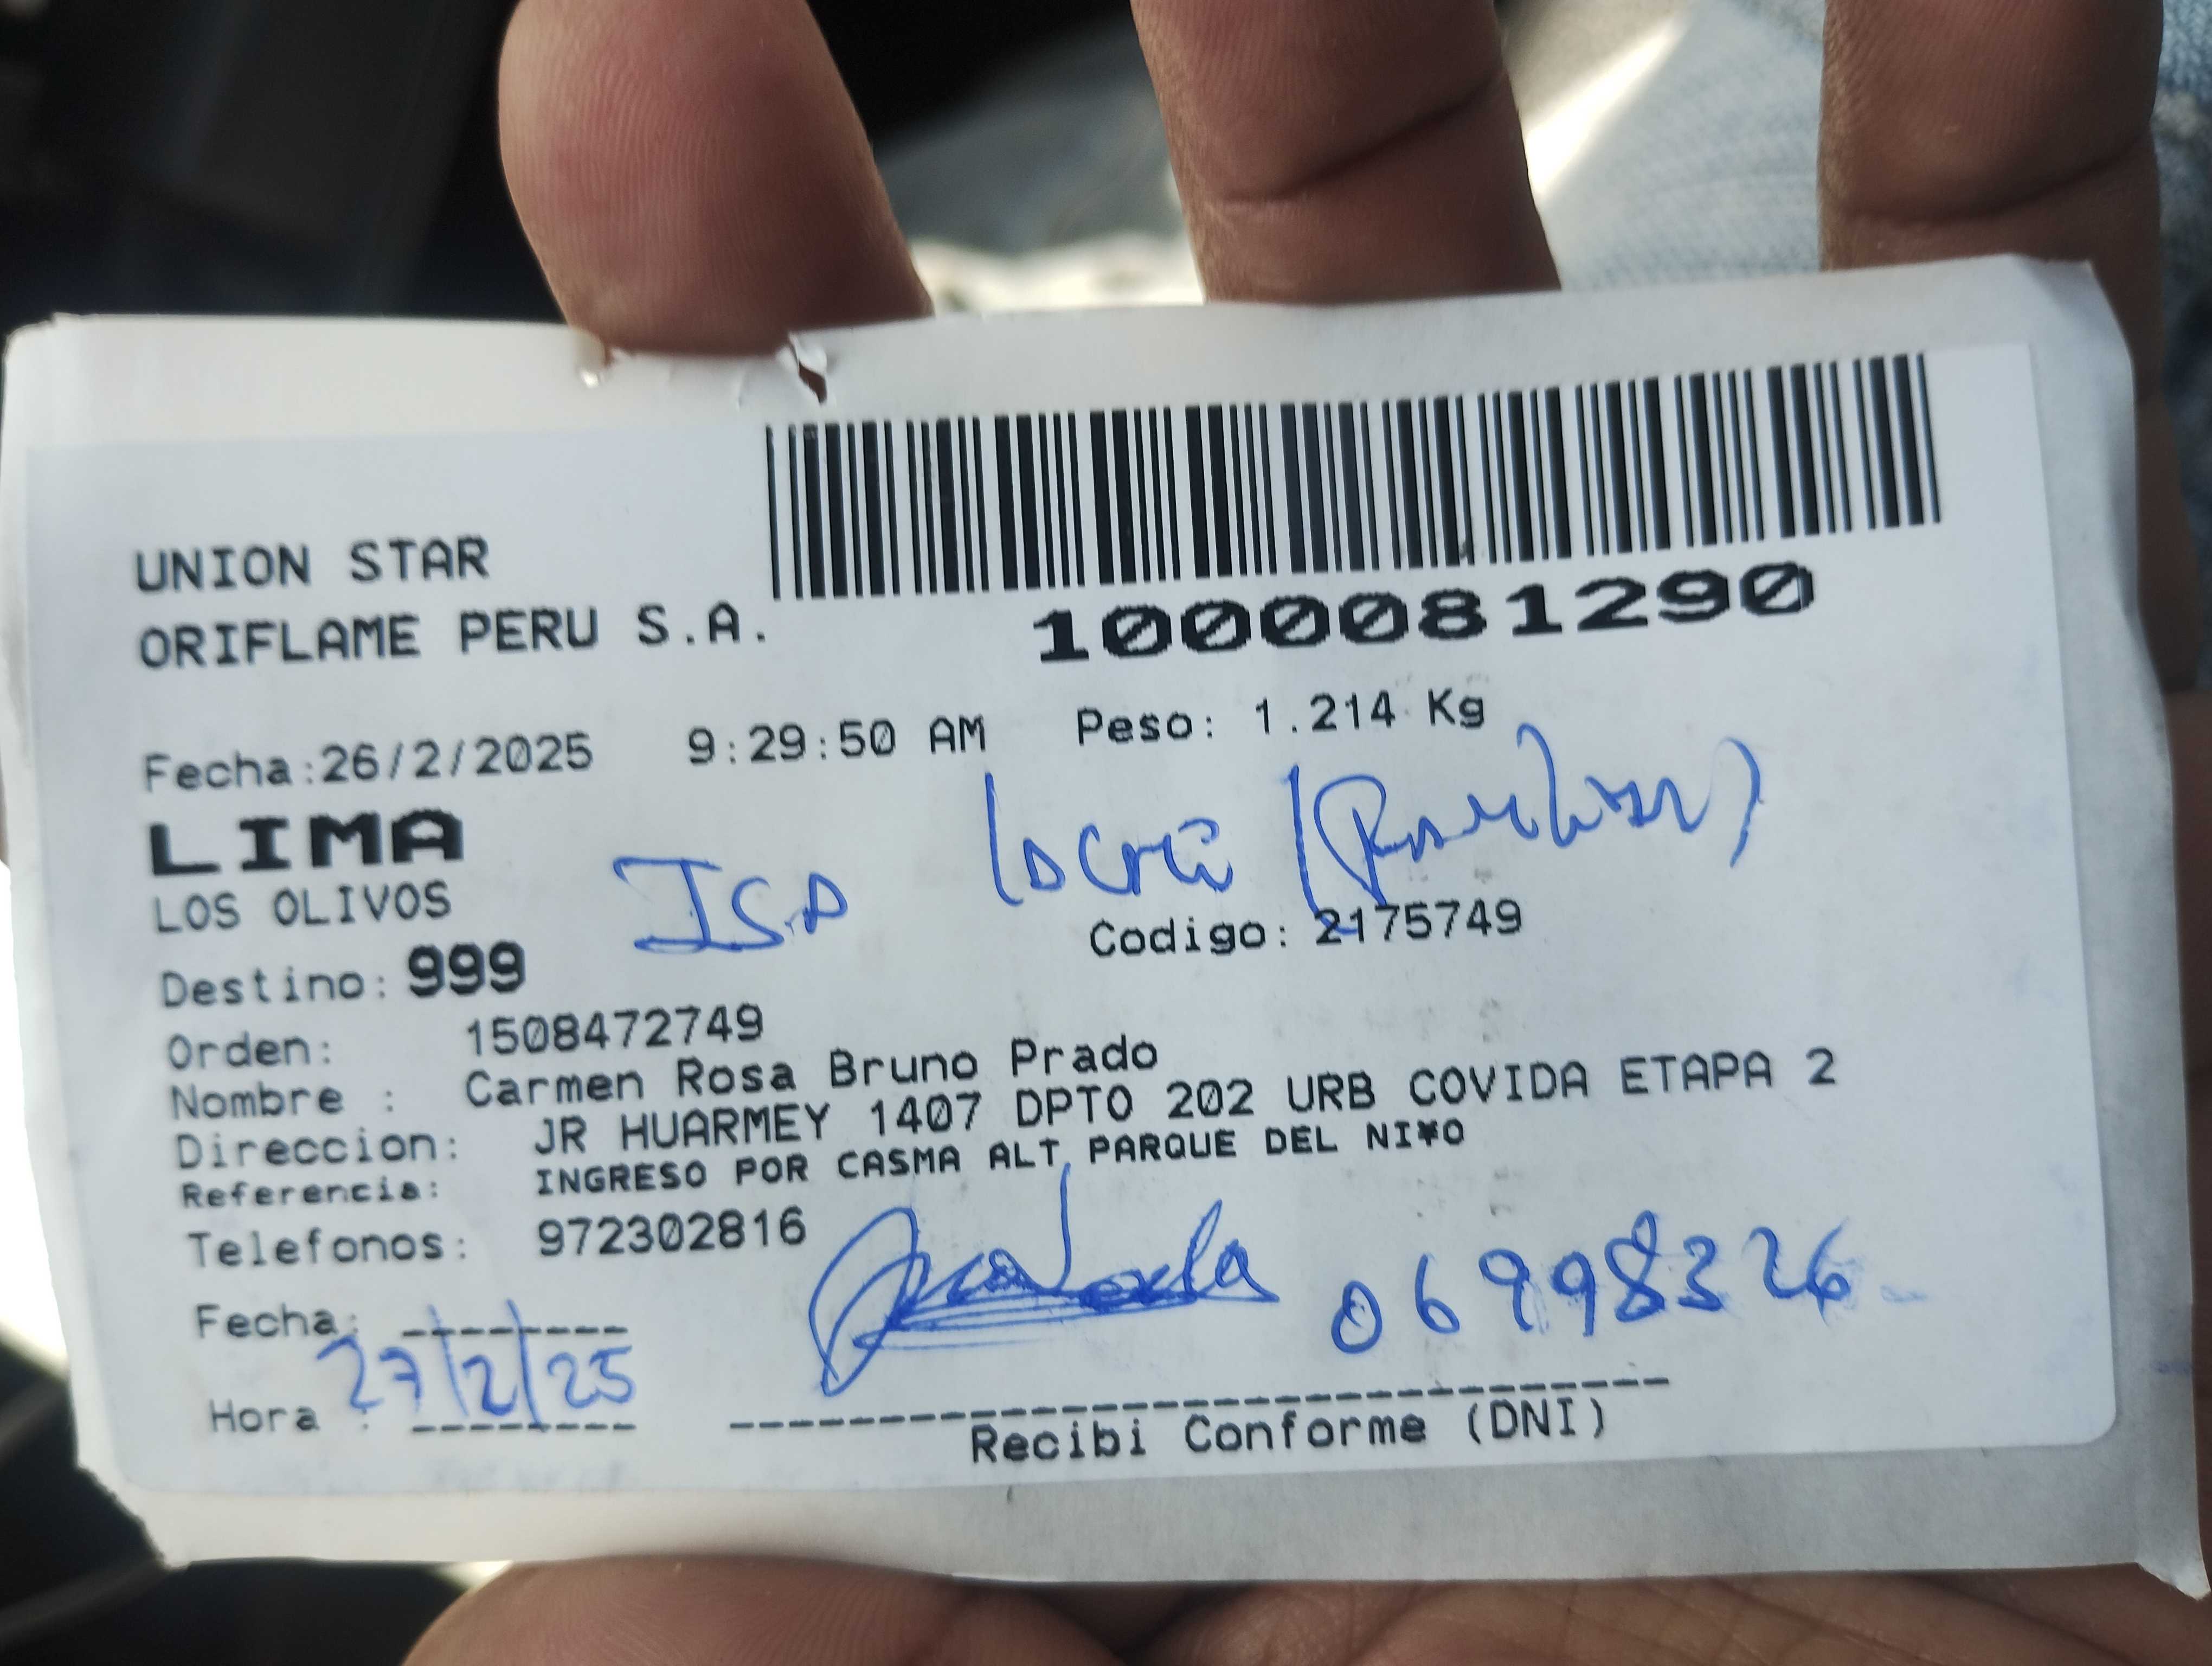 UNION STAR
ORIFLAME PERU S.A.
1000081290
Fecha:26/2/2025 9:29:50 AM Peso: 1.214 Kg
LIMA
LOS OLIVOS
Codigo: 2175749
Destino: 999
Orden: 1508472749
Nombre : Carmen Rosa Bruno Prado
Direccion: JR HUARMEY 1407 DPTO 202 URB COVIDA ETAPA 2
Referencia: INGRESO POR CASMA ALT PARQUE DEL NI¥O
Telefonos: 972302816
06998326
Fecha:
27/2/25
Hora :
Recibi Conforme (DNI)